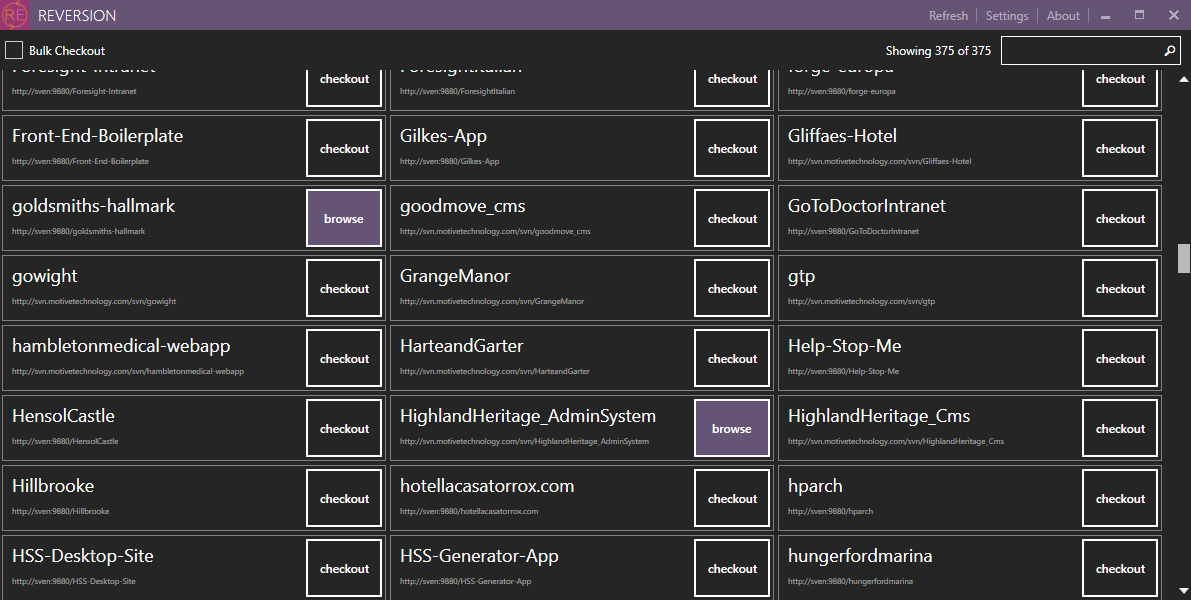 RE REVERSION Refresh Settings About
Bulk Checkout Showing 375 of 375
Foresight-Intranet
http://sven:9880/Foresight-Intranet
checkout
ForesightItalian
http://sven:9880/ForesightItalian
checkout
forge-europa
http://sven:9880/forge-europa
checkout
Front-End-Boilerplate
http://sven:9880/Front-End-Boilerplate
checkout
Gilkes-App
http://sven:9880/Gilkes-App
checkout
Gliffaes-Hotel
http://svn.motivetechnology.com/svn/Gliffaes-Hotel
checkout
goldsmiths-hallmark
http://sven:9880/goldsmiths-hallmark
browse
goodmove_cms
http://svn.motivetechnology.com/svn/goodmove_cms
checkout
GoToDoctorIntranet
http://sven:9880/GoToDoctorIntranet
checkout
gowight
http://svn.motivetechnology.com/svn/gowight
checkout
GrangeManor
http://svn.motivetechnology.com/svn/GrangeManor
checkout
gtp
http://svn.motivetechnology.com/svn/gtp
checkout
hambletonmedical-webapp
http://svn.motivetechnology.com/svn/hambletonmedical-webapp
checkout
HarteandGarter
http://svn.motivetechnology.com/svn/HarteandGarter
checkout
Help-Stop-Me
http://sven:9880/Help-Stop-Me
checkout
HensolCastle
http://sven:9880/HensolCastle
checkout
HighlandHeritage_AdminSystem
http://svn.motivetechnology.com/svn/HighlandHeritage_AdminSystem
browse
HighlandHeritage_Cms
http://svn.motivetechnology.com/svn/HighlandHeritage_Cms
checkout
Hillbrooke
http://sven:9880/Hillbrooke
checkout
hotellacasatorrox.com
http://sven:9880/hotellacasatorrox.com
checkout
hparch
http://sven:9880/hparch
checkout
HSS-Desktop-Site
http://sven:9880/HSS-Desktop-Site
checkout
HSS-Generator-App
http://sven:9880/HSS-Generator-App
checkout
hungerfordmarina
http://sven:9880/hungerfordmarina
checkout